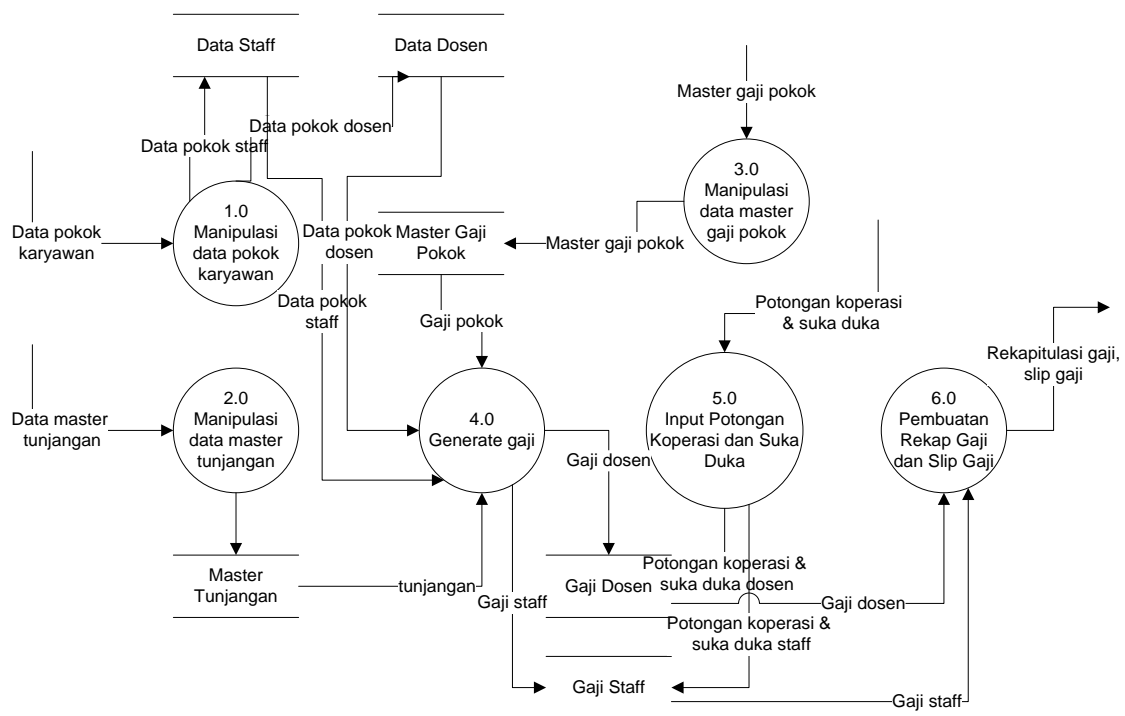 Data Staff
Data Dosen
Master gaji pokok
Data pokok dosen
Data pokok staff
3.0
Manipulasi
data master
gaji pokok
1.0
Manipulasi
data pokok
karyawan
Data pokok
karyawan
Data pokok
dosen
Master Gaji
Pokok
Master gaji pokok
Data pokok
staff
Gaji pokok
Potongan koperasi
& suka duka
Rekapitulasi gaji,
slip gaji
Data master
tunjangan
2.0
Manipulasi
data master
tunjangan
4.0
Generate gaji
5.0
Input Potongan
Koperasi dan Suka
Duka
6.0
Pembuatan
Rekap Gaji
dan Slip Gaji
Gaji dosen
Master
Tunjangan
tunjangan
Gaji staff
Gaji Dosen
Potongan koperasi &
suka duka dosen
Gaji dosen
Potongan koperasi &
suka duka staff
Gaji Staff
Gaji staff